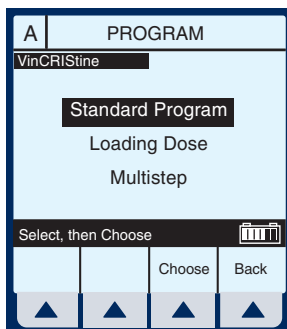 A PROGRAM
VinCRIStine
Standard Program
Loading Dose
Multistep
Select, then Choose
Choose Back